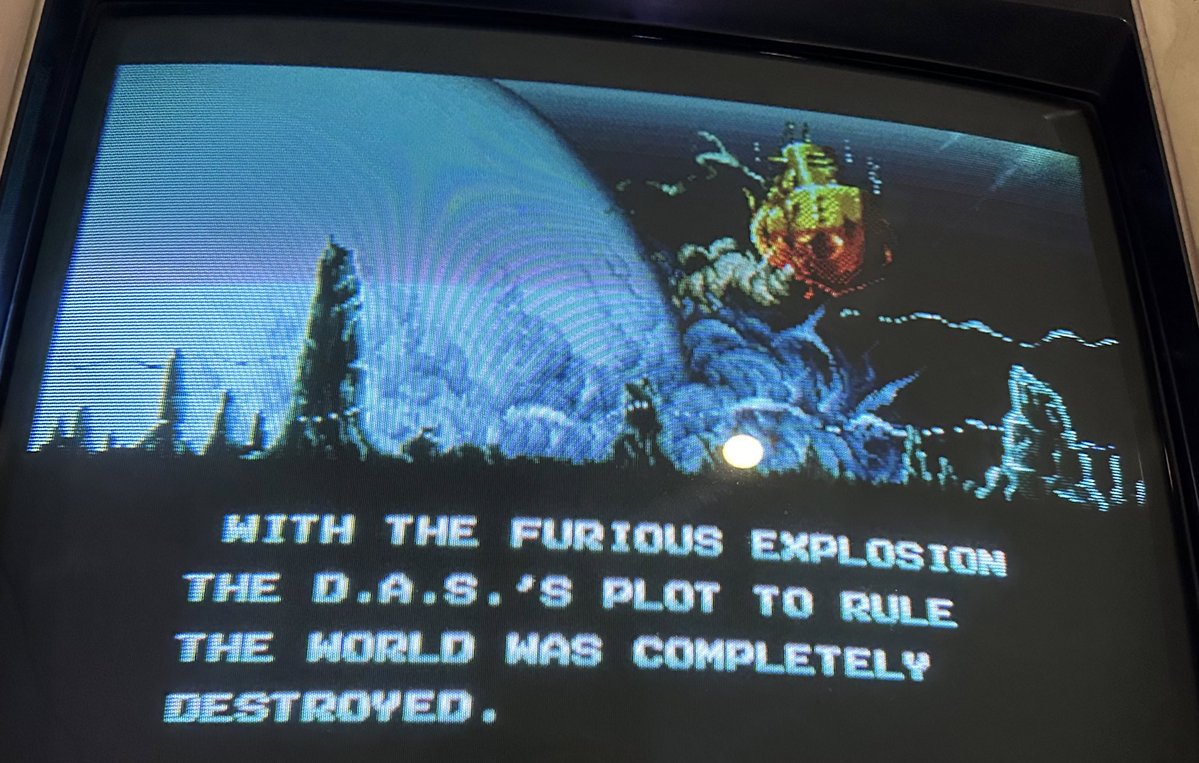 WITH THE FURIOUS EXPLOSION
THE D.A.S.'S PLOT TO RULE
THE WORLD WAS COMPLETELY
DESTROYED.